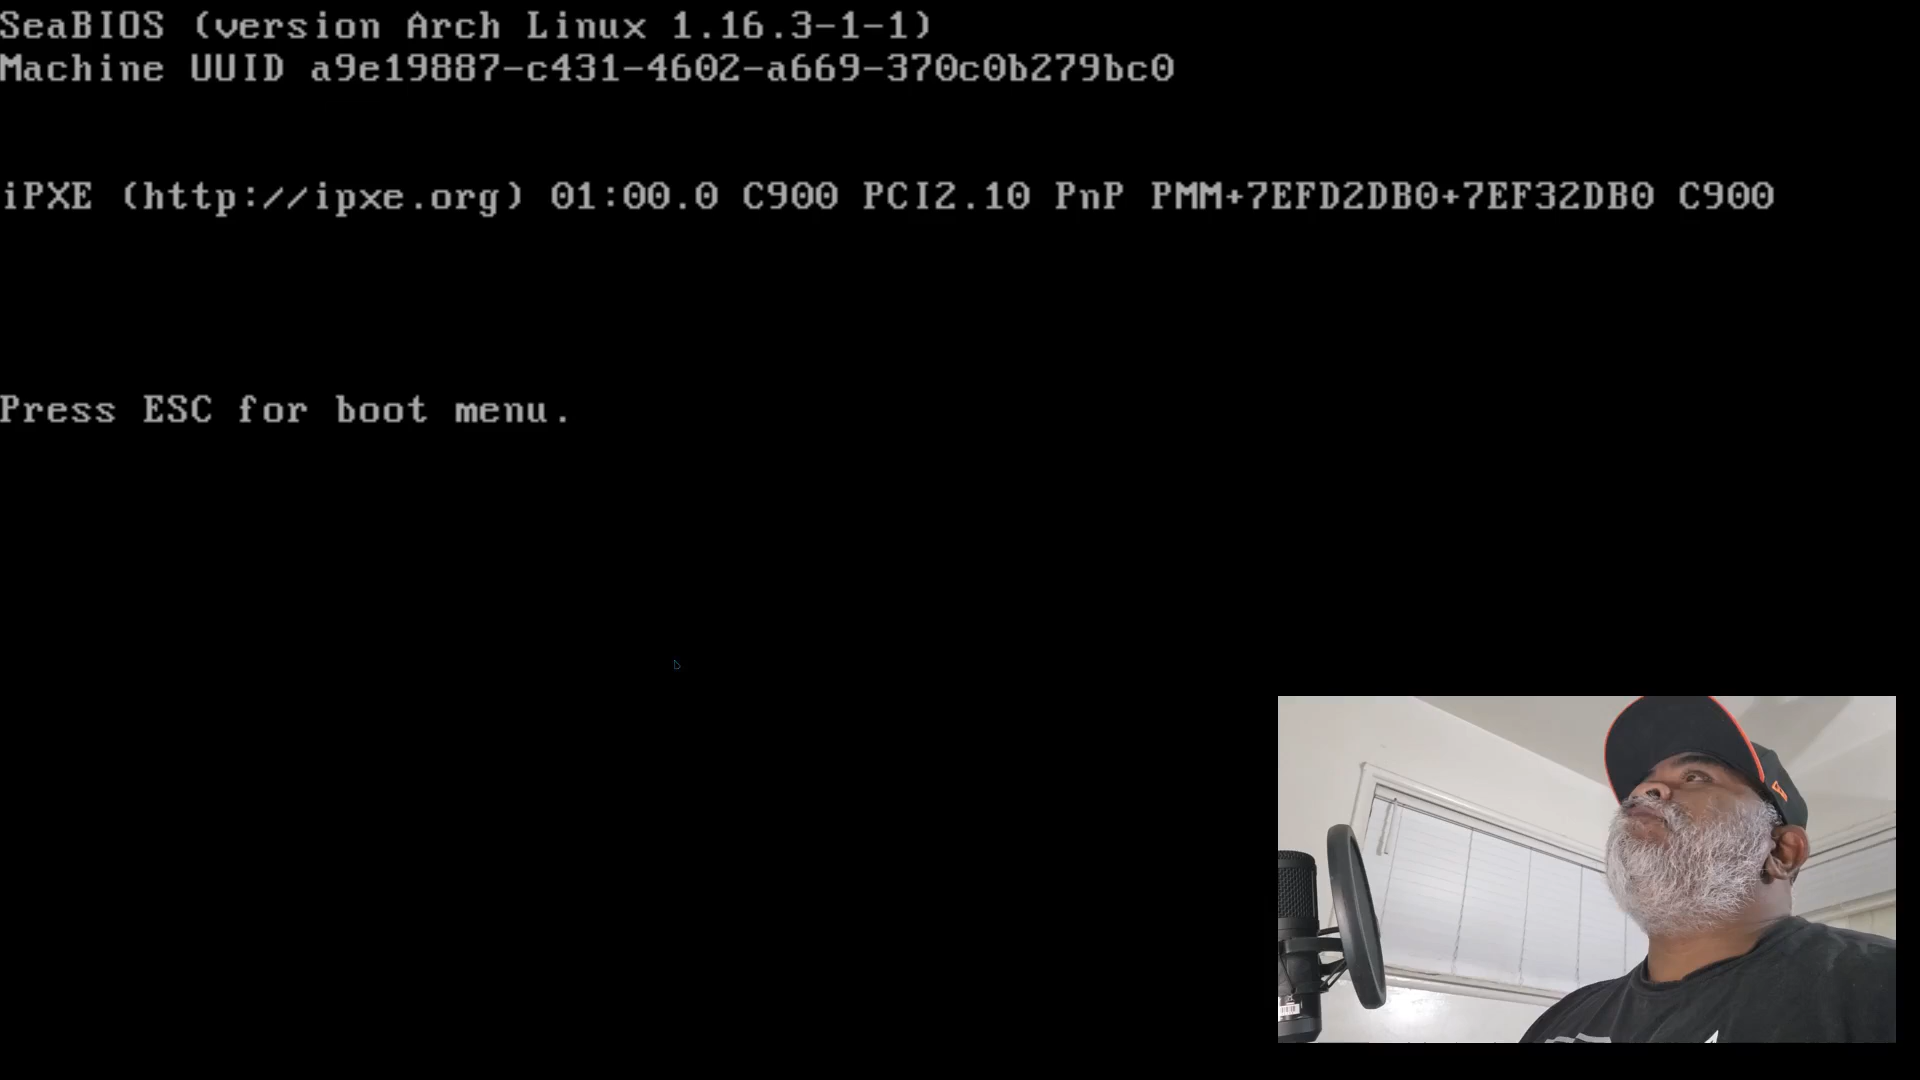 SeaBIOS (version Arch Linux 1.16.3-1-1)
Machine UUID a9e19887-c431-4602-a669-370c0b279bc0
iPXE (http://ipxe.org) 01:00.0 C900 PCI2.10 PnP PMM+7EFD2DB0+7EF32DB0 C900
Press ESC for boot menu.